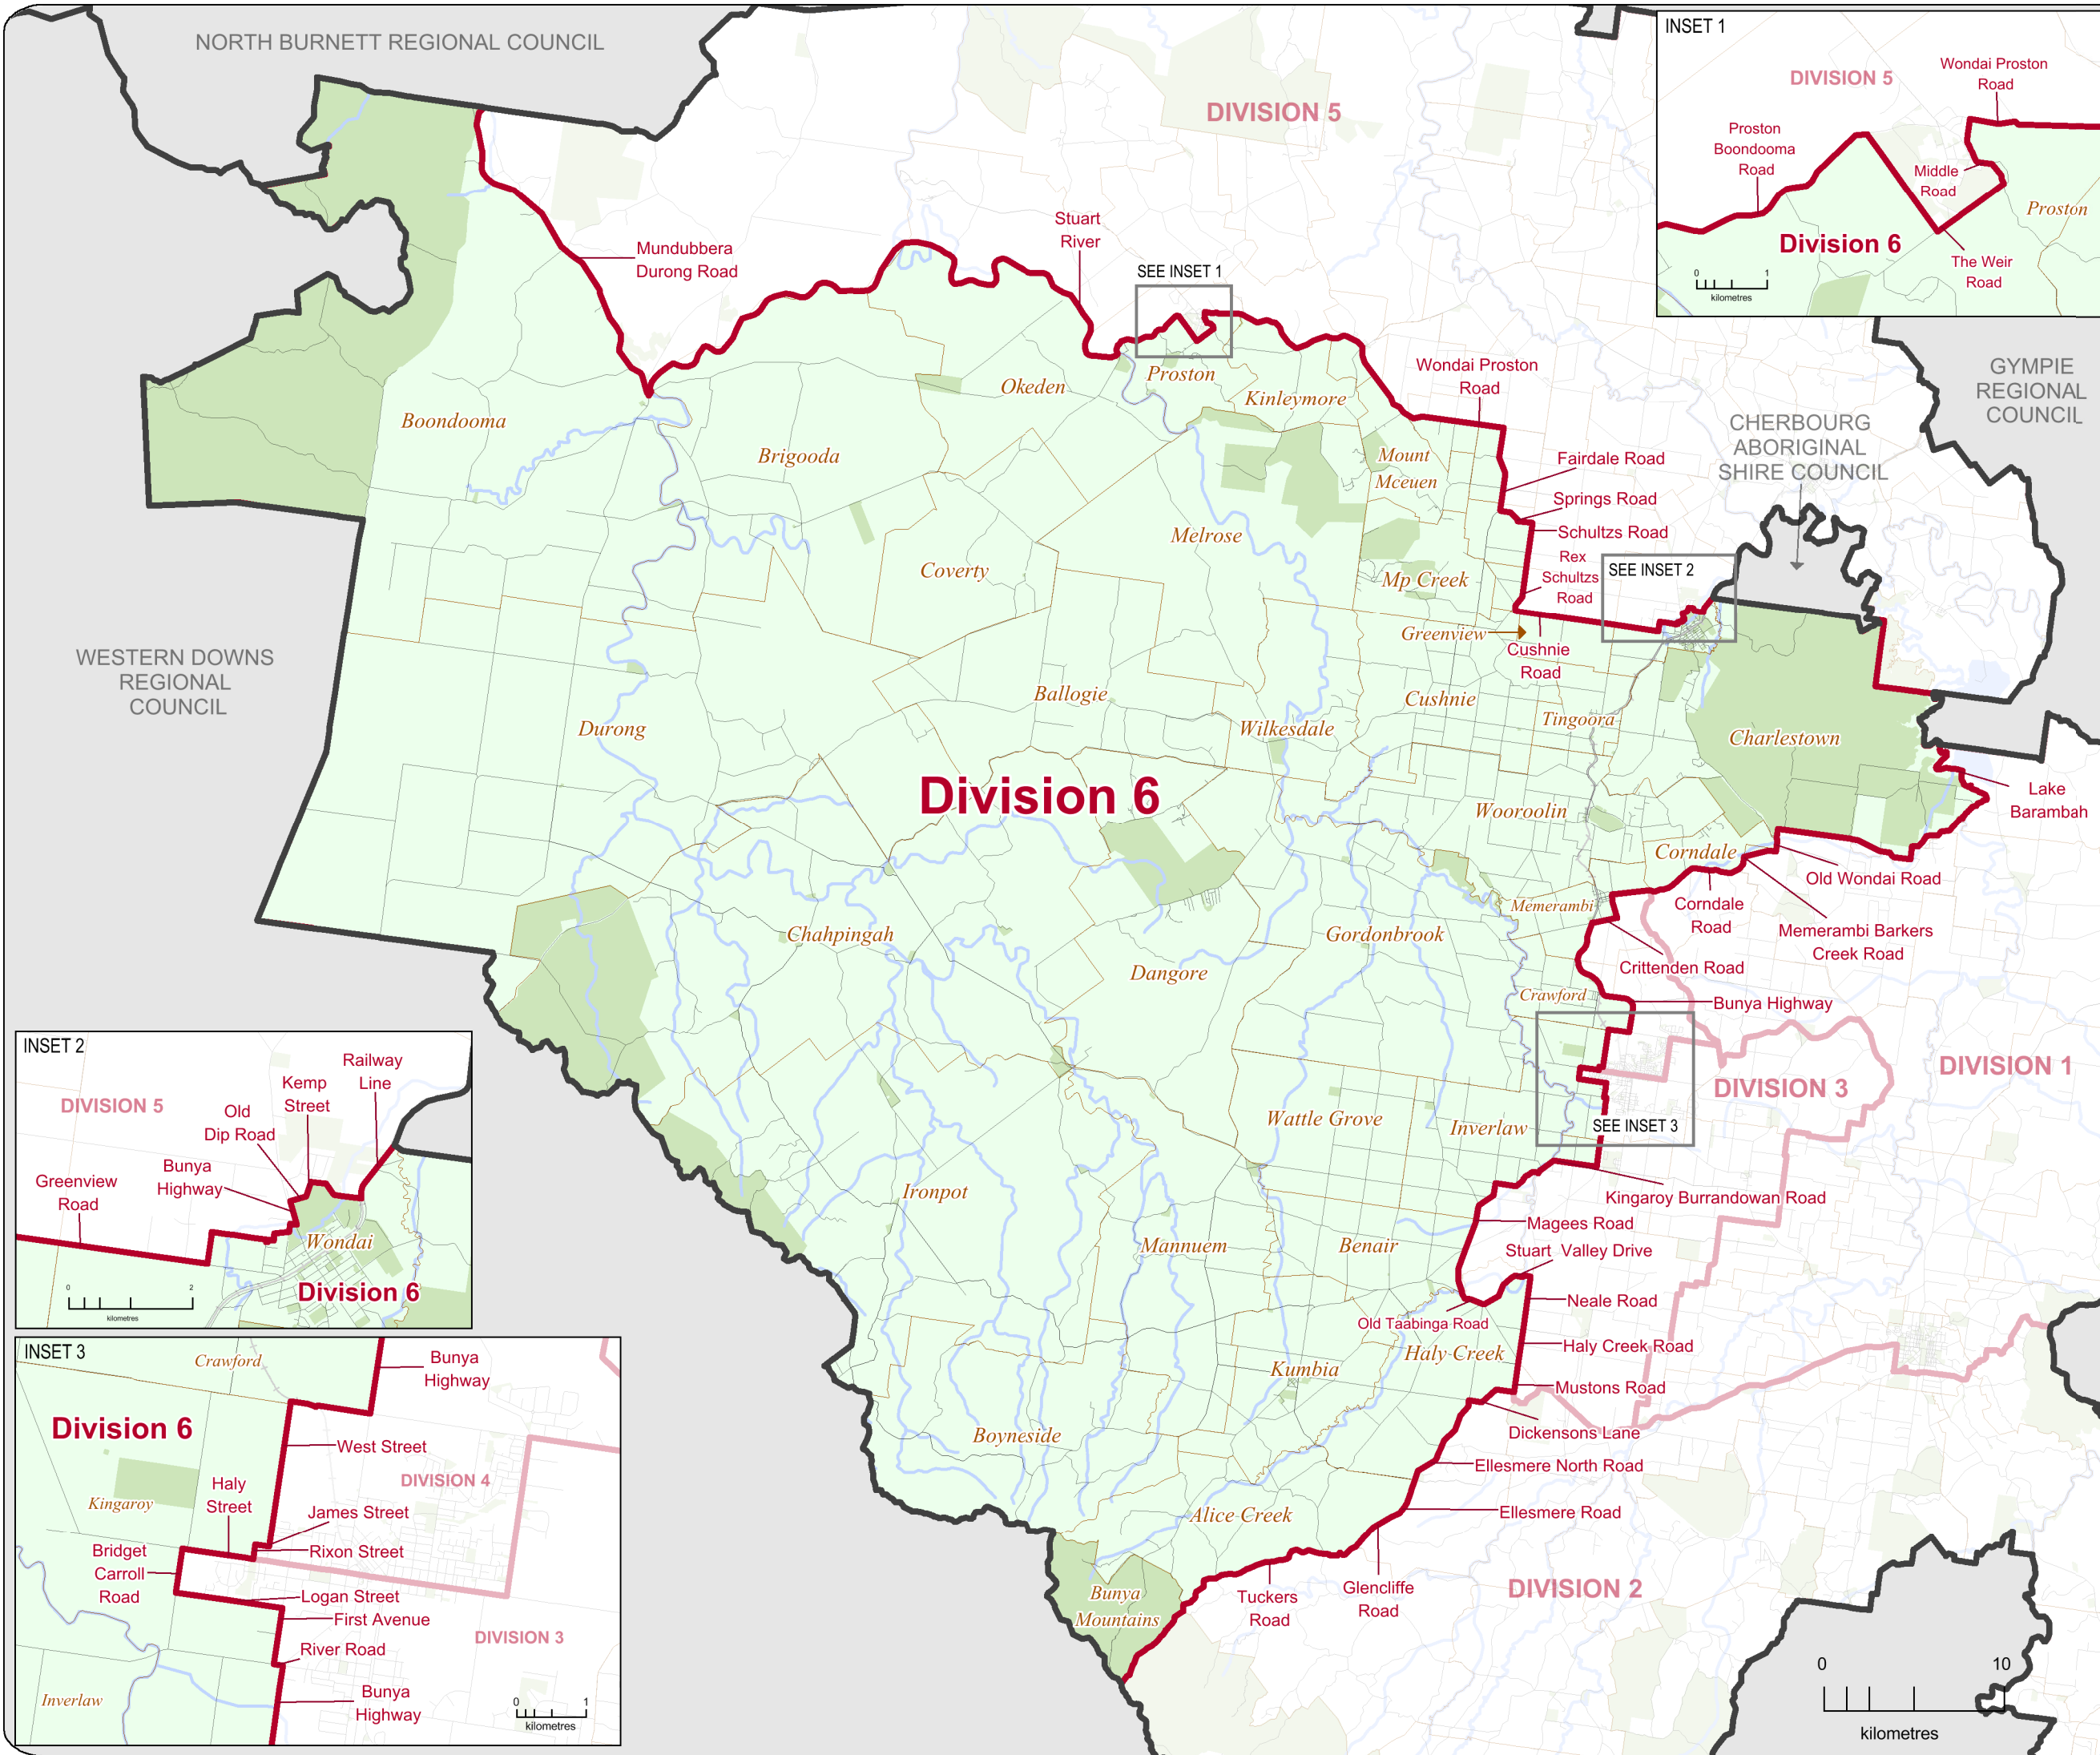 NORTH BURNETT REGIONAL COUNCIL
DIVISION 5
Mundubbera
Durong Road
Stuart
River
SEE INSET 1
INSET 1
DIVISION 5
Wondai Proston
Road
Proston
Boondooma
Road
Middle
Road
Proston
Division 6
The Weir
Road
0 1
kilometres
GYMPIE
REGIONAL
COUNCIL
CHERBOURG
ABORIGINAL
SHIRE COUNCIL
Wondai Proston
Road
Fairdale Road
Springs Road
Schultzs Road
Rex
Schultzs
Road
SEE INSET 2
Cushnie
Road
Boondooma
Brigooda
Okeden
Proston
Kinleymore
Mount
Mceuen
Melrose
Coverty
Mp Creek
Greenview
WESTERN DOWNS
REGIONAL
COUNCIL
Durong
Ballogie
Wilkesdale
Cushnie
Tingoora
Charlestown
Division 6
Wooroolin
Lake
Barambah
Corndale
Old Wondai Road
Memerambi
Corndale
Road
Memerambi Barkers
Creek Road
Chahpingah
Gordonbrook
Dangore
Crittenden Road
Crawford
Bunya Highway
DIVISION 1
DIVISION 3
Wattle Grove
Inverlaw
SEE INSET 3
Ironpot
Kingaroy Burrandowan Road
Magees Road
Mannuem
Benair
Stuart Valley Drive
Neale Road
Old Taabinga Road
Haly Creek
Haly Creek Road
Kumbia
Mustons Road
Dickensons Lane
Boyneside
Ellesmere North Road
Ellesmere Road
Alice Creek
Bunya
Mountains
Tuckers
Road
Glencliffe
Road
DIVISION 2
0 10
kilometres
INSET 2
Railway
Line
Kemp
Street
DIVISION 5
Old
Dip Road
Bunya
Highway
Greenview
Road
Wondai
Division 6
0 2
kilometres
INSET 3
Crawford
Bunya
Highway
Division 6
West Street
DIVISION 4
Haly
Street
Kingaroy
James Street
Rixon Street
Bridget
Carroll
Road
Logan Street
First Avenue
DIVISION 3
River Road
Inverlaw
Bunya
Highway
0 1
kilometres